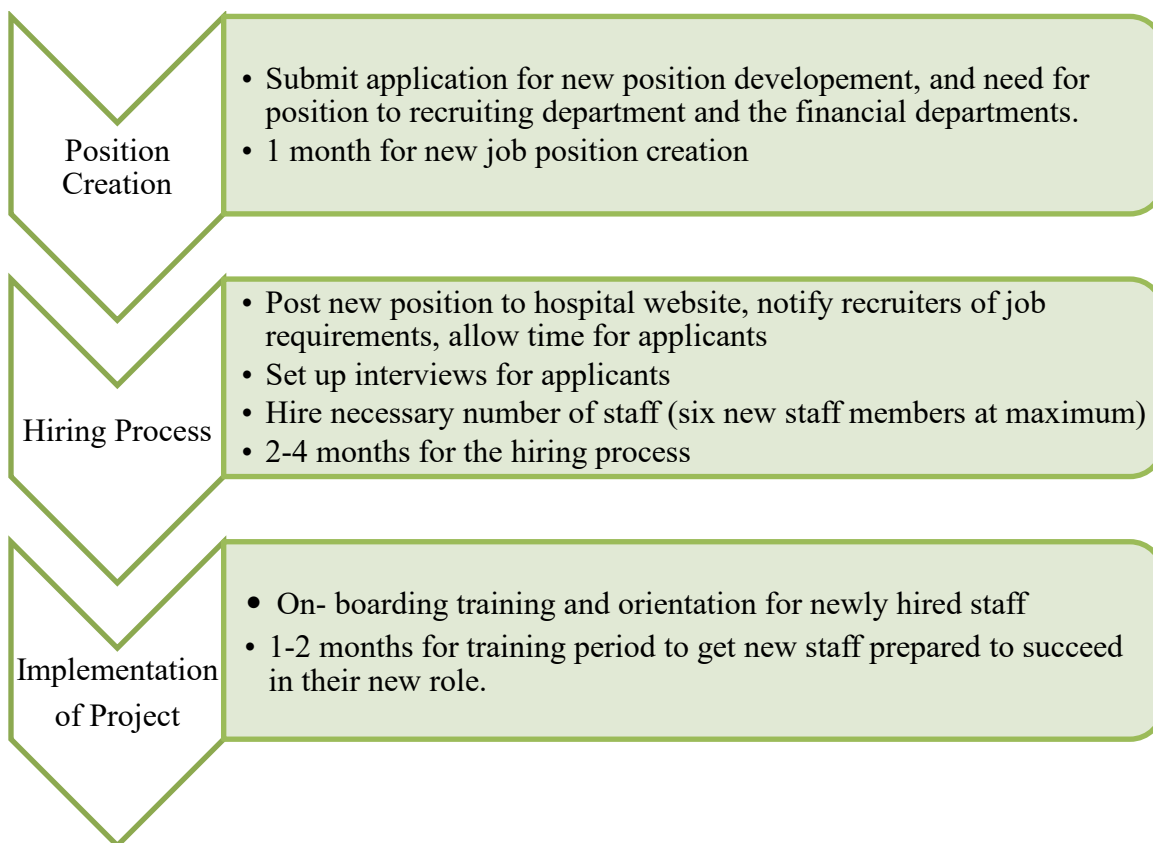 Position
Creation
• Submit application for new position developement, and need for
position to recruiting department and the financial departments.
• 1 month for new job position creation
Hiring Process
• Post new position to hospital website, notify recruiters of job
requirements, allow time for applicants
• Set up interviews for applicants
• Hire necessary number of staff (six new staff members at maximum)
• 2-4 months for the hiring process
Implementation
of Project
• On- boarding training and orientation for newly hired staff
• 1-2 months for training period to get new staff prepared to succeed
in their new role.